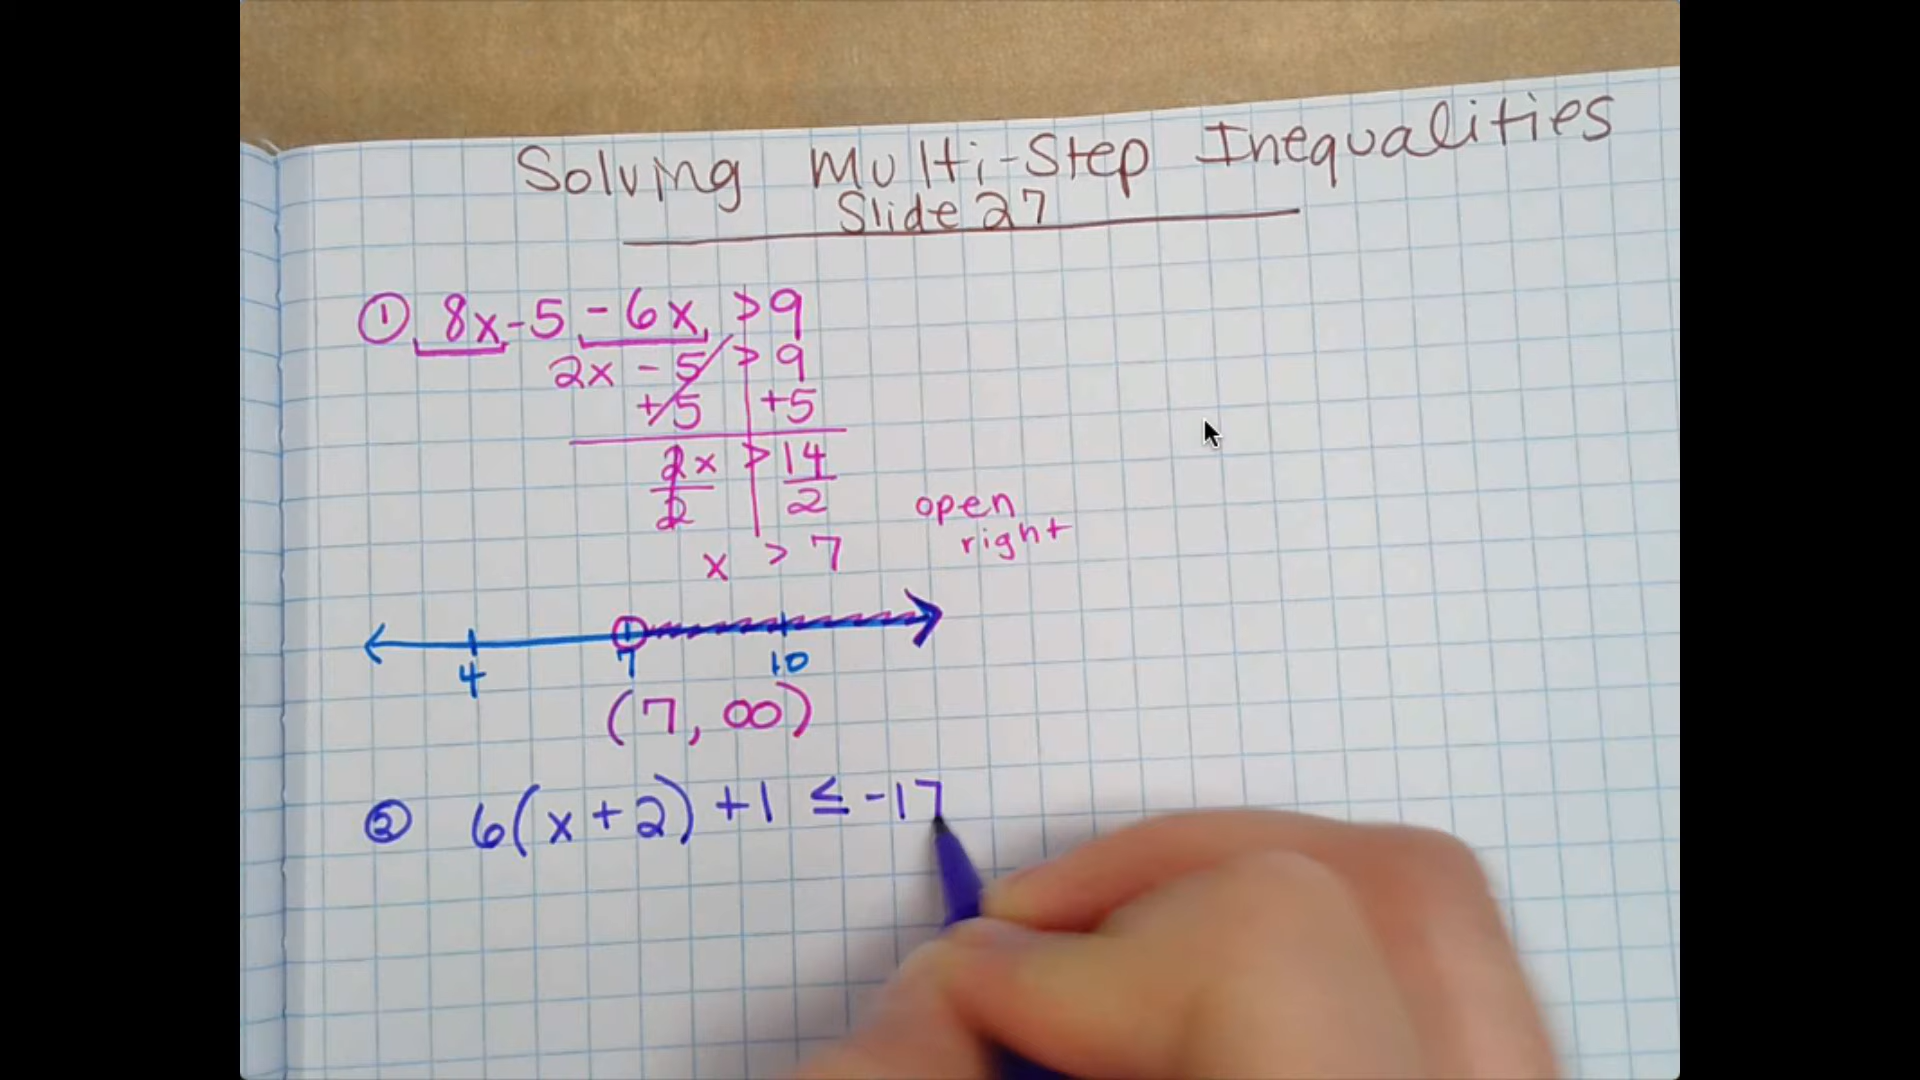 Solving Multi-Step Inequalities
Slide 27
① 8x-5 - 6x > 9
2x - 5 > 9
+5 +5
2x > 14
2 2
open
right
x > 7
4 7 10
(7, ∞)
② 6(x+2) +1 ≤ -17